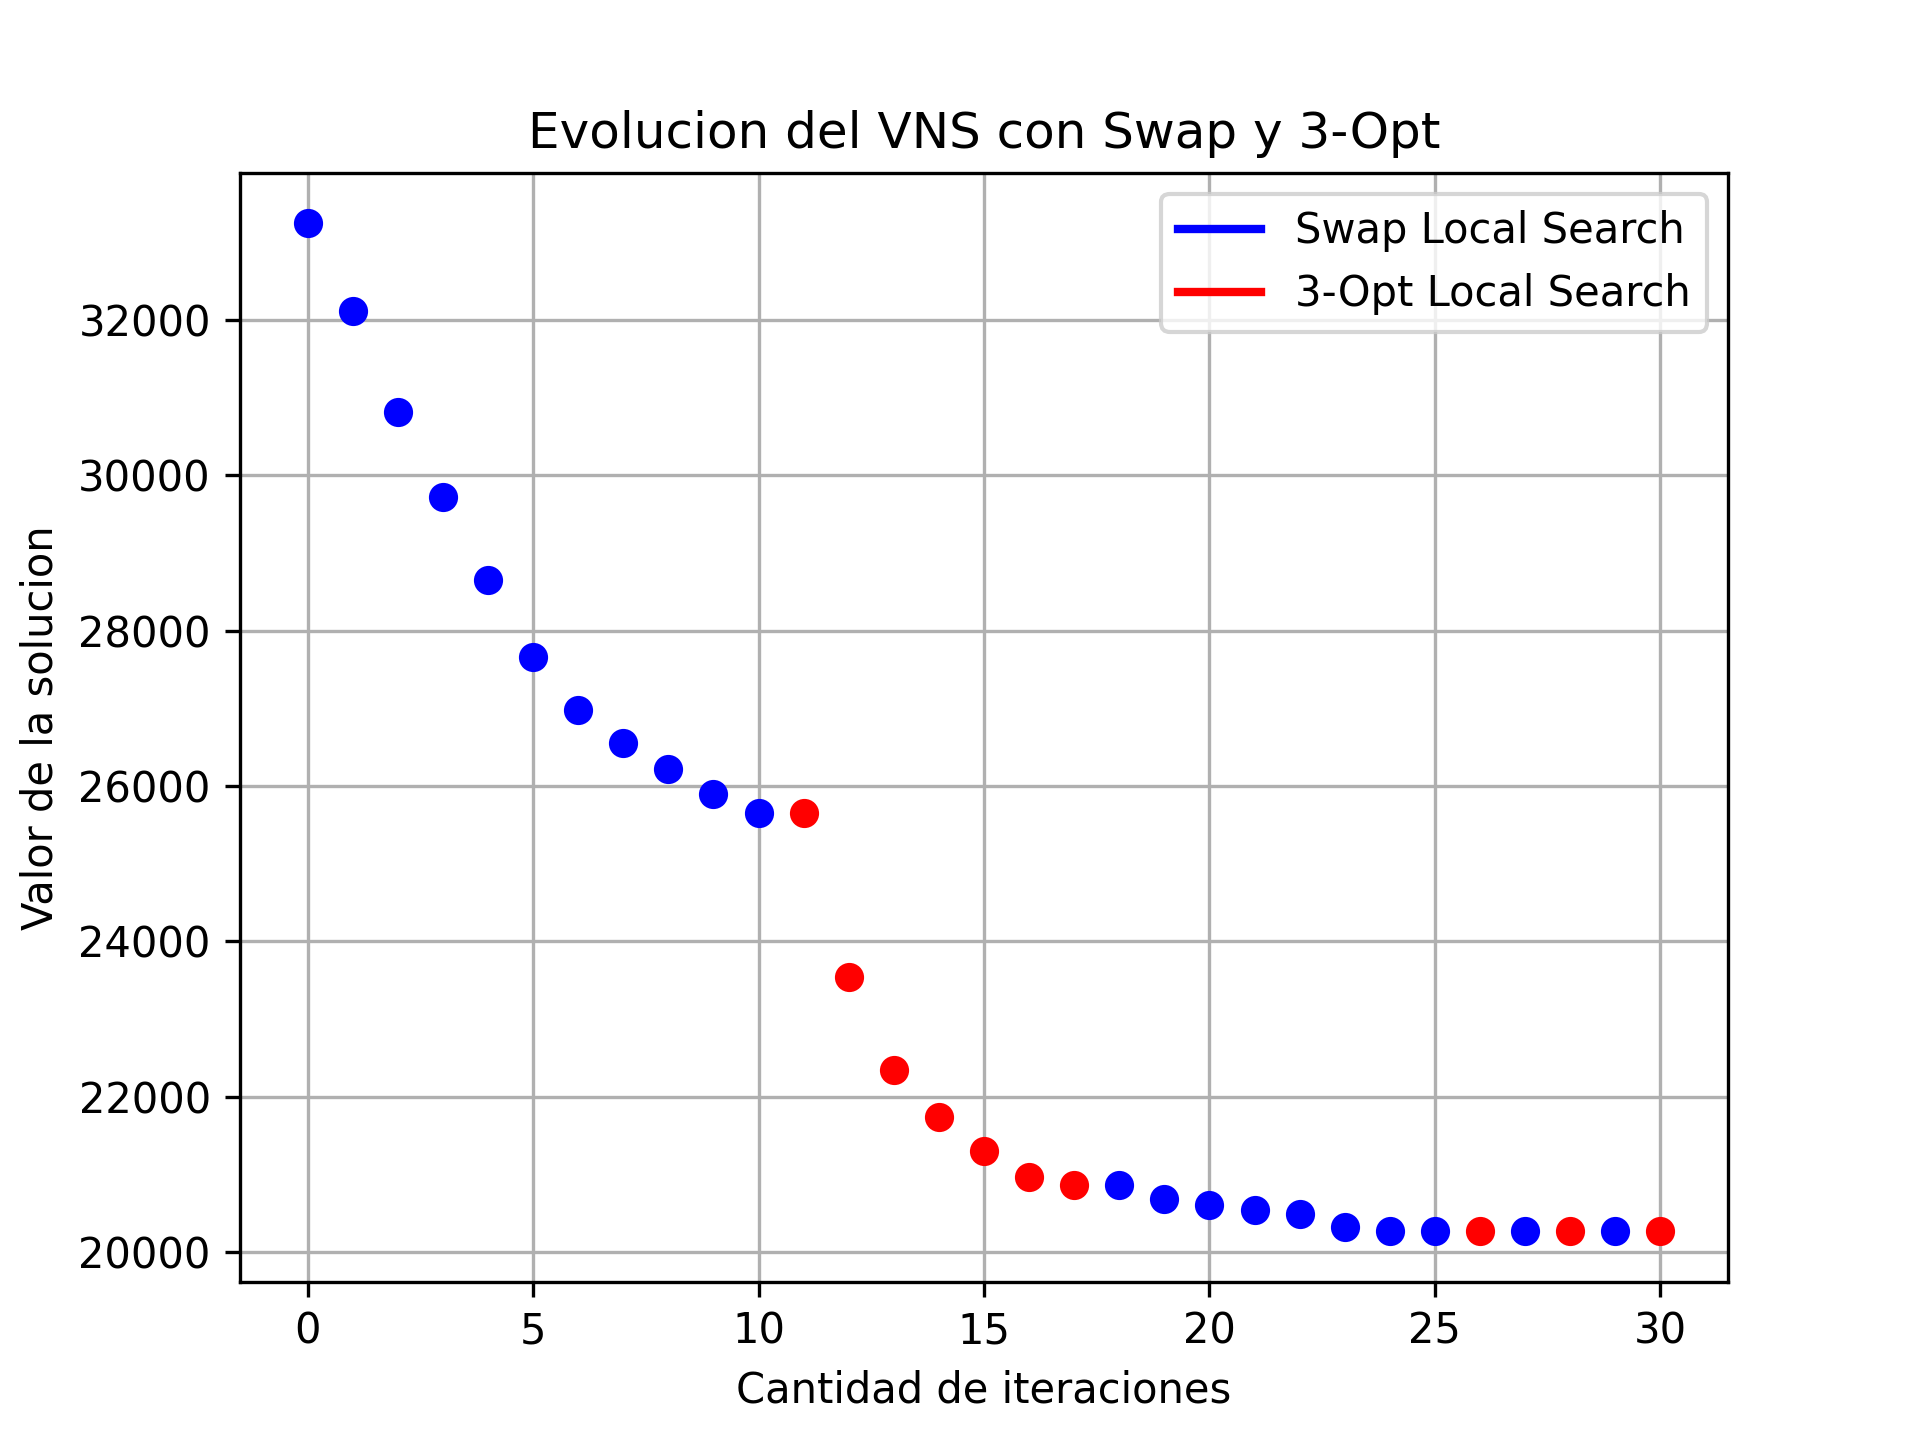 Evolucion del VNS con Swap y 3-Opt
Swap Local Search
3-Opt Local Search
Valor de la solucion
32000
30000
28000
26000
24000
22000
20000
0 5 10 15 20 25 30
Cantidad de iteraciones